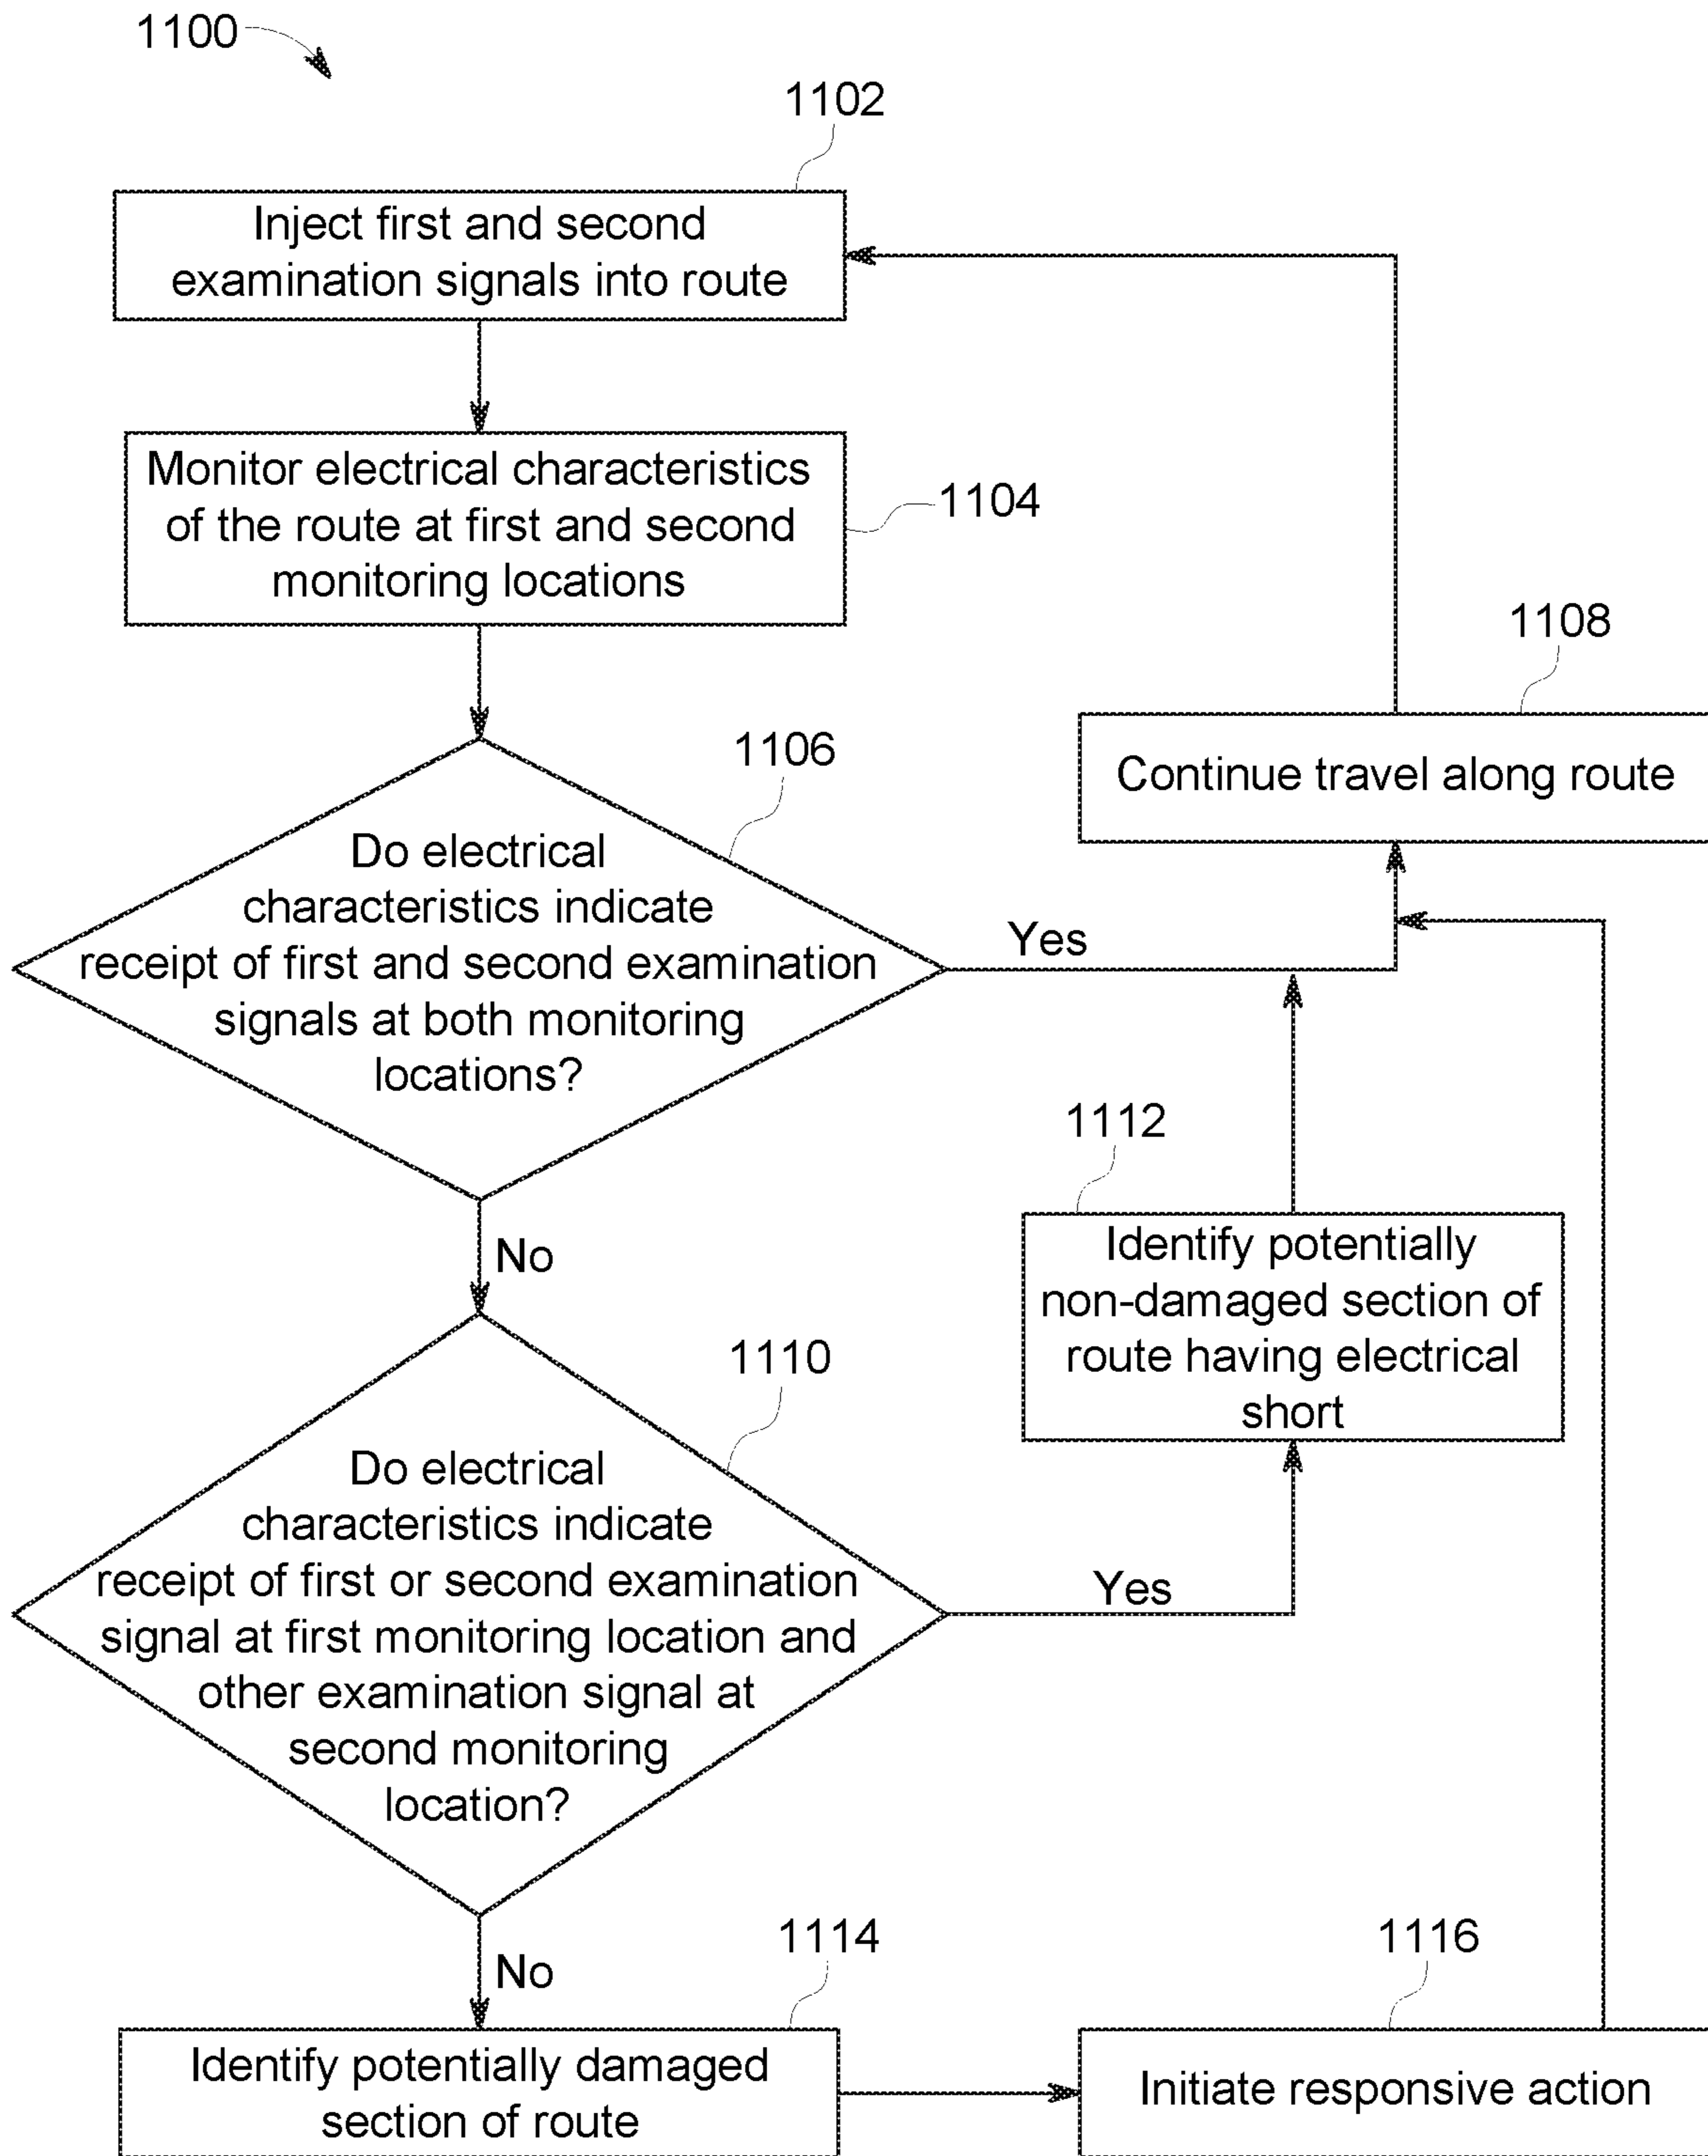 1100
1102
Inject first and second
examination signals into route
Monitor electrical characteristics
of the route at first and second
monitoring locations
1104
1108
Continue travel along route
1106
Do electrical
characteristics indicate
receipt of first and second examination
signals at both monitoring
locations?
Yes
No
1112
Identify potentially
non-damaged section of
route having electrical
short
1110
Do electrical
characteristics indicate
receipt of first or second examination
signal at first monitoring location and
other examination signal at
second monitoring
location?
Yes
No
1114
Identify potentially damaged
section of route
1116
Initiate responsive action